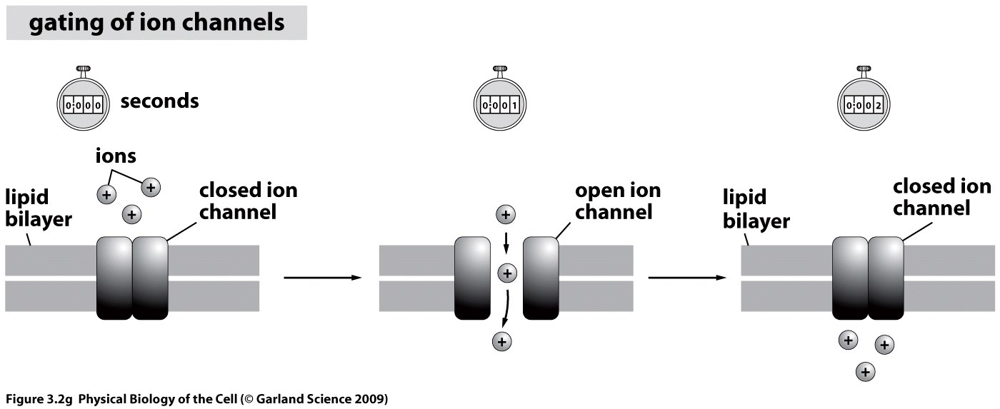 gating of ion channels
0:000
seconds
0:001
0:002
ions
+
+
+
lipid
bilayer
closed ion
channel
+
+
+
open ion
channel
lipid
bilayer
closed ion
channel
+
+
+
Figure 3.2g Physical Biology of the Cell (© Garland Science 2009)